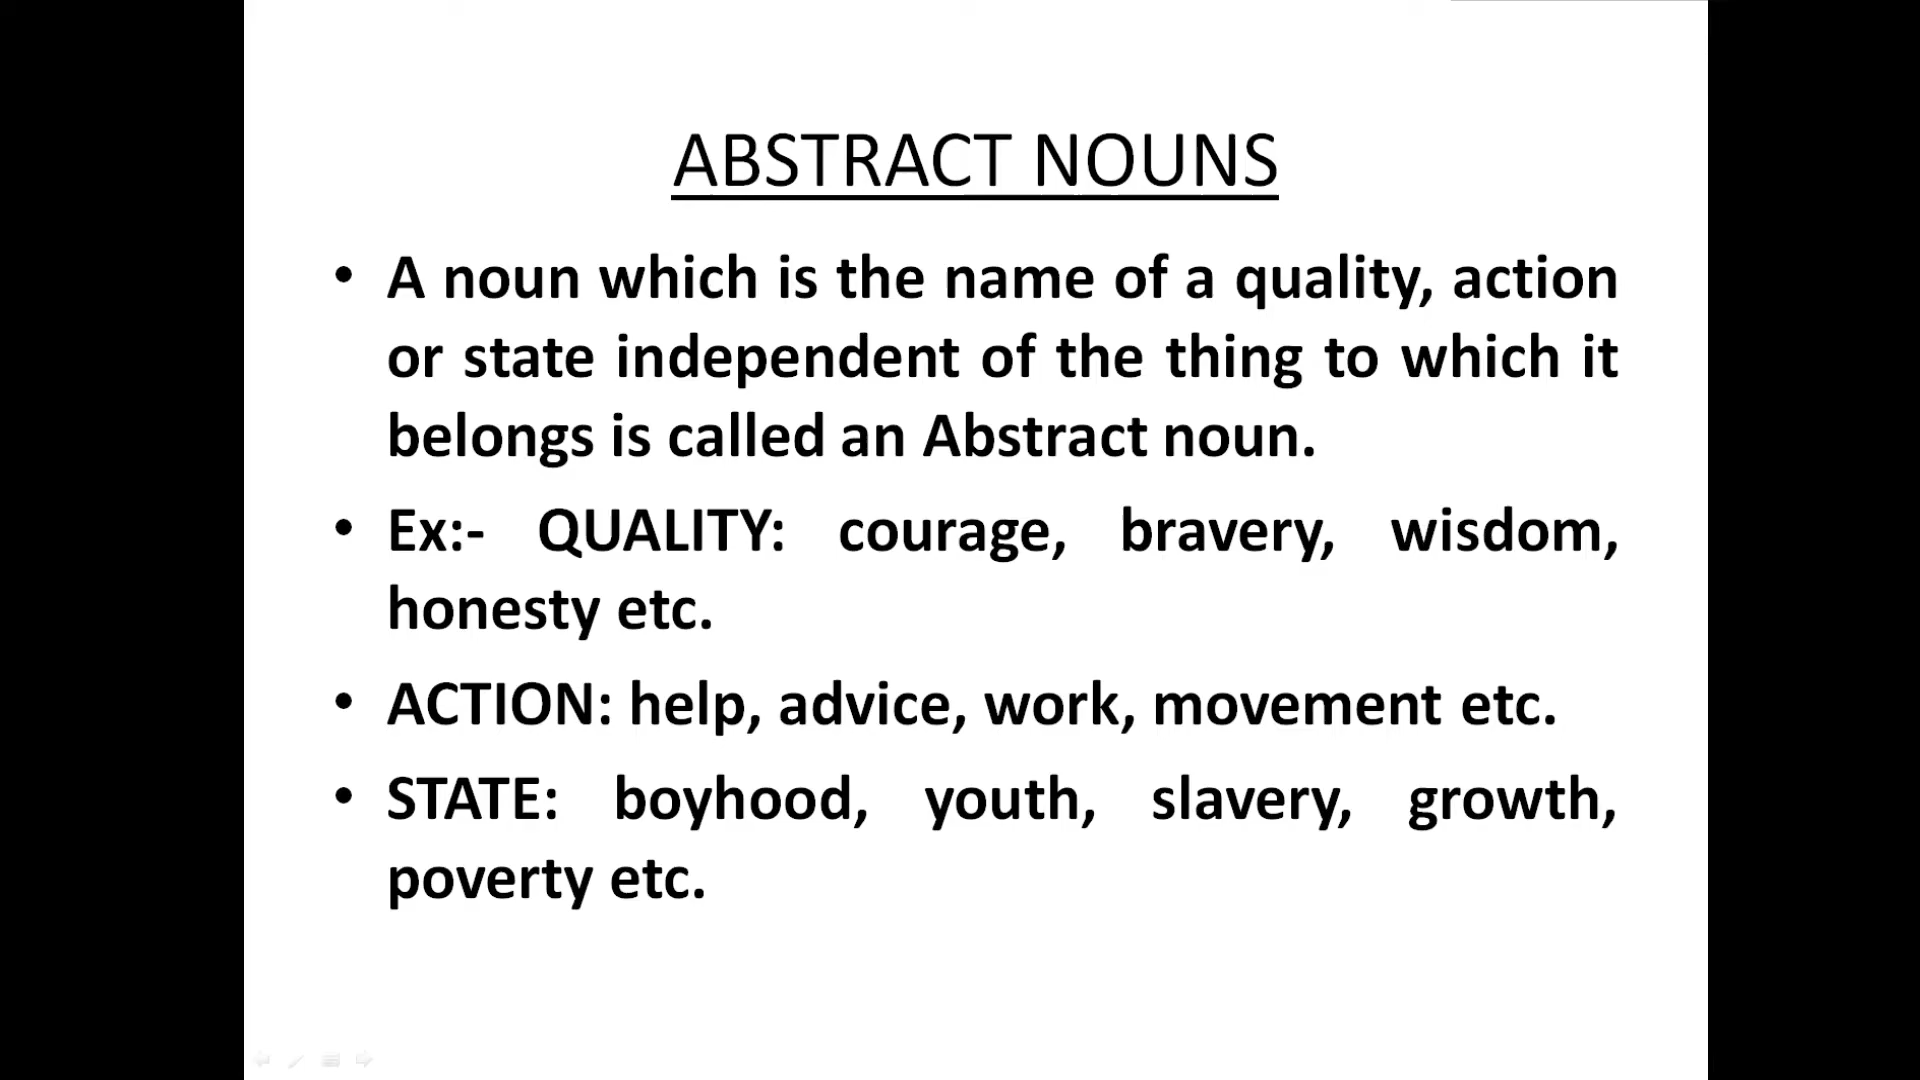 ABSTRACT NOUNS
• A noun which is the name of a quality, action
or state independent of the thing to which it
belongs is called an Abstract noun.
• Ex:- QUALITY: courage, bravery, wisdom,
honesty etc.
• ACTION: help, advice, work, movement etc.
• STATE: boyhood, youth, slavery, growth,
poverty etc.